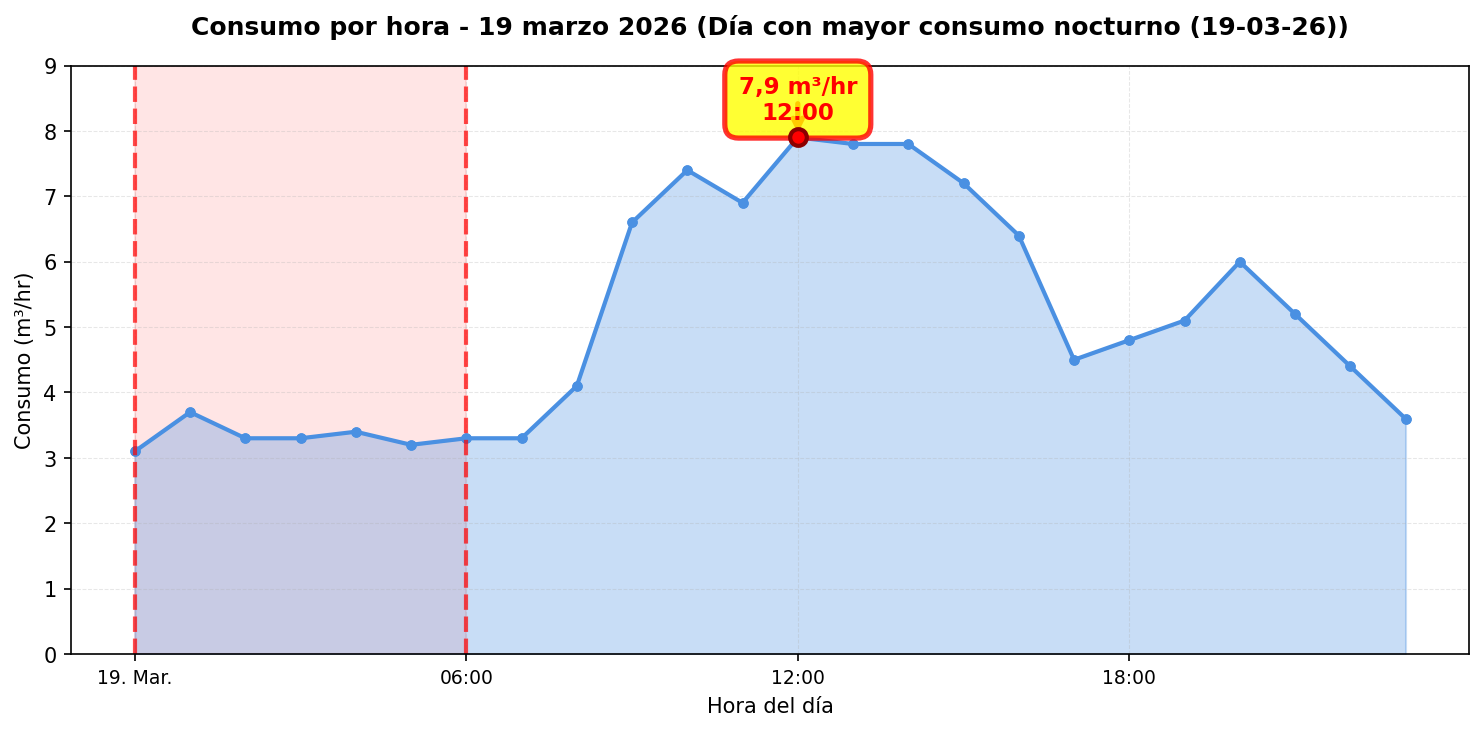 Consumo por hora - 19 marzo 2026 (Día con mayor consumo nocturno (19-03-26))
7,9 m³/hr
12:00
Consumo (m³/hr)
9
8
7
6
5
4
3
2
1
0
19. Mar.
06:00
12:00
18:00
Hora del día